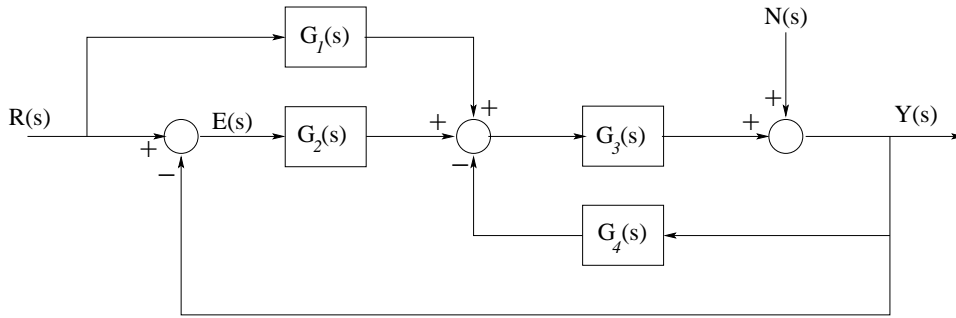 G1(s)
N(s)
+
+
R(s)
+
E(s)
G2(s)
+
G3(s)
+
Y(s)
+
−
−
G4(s)